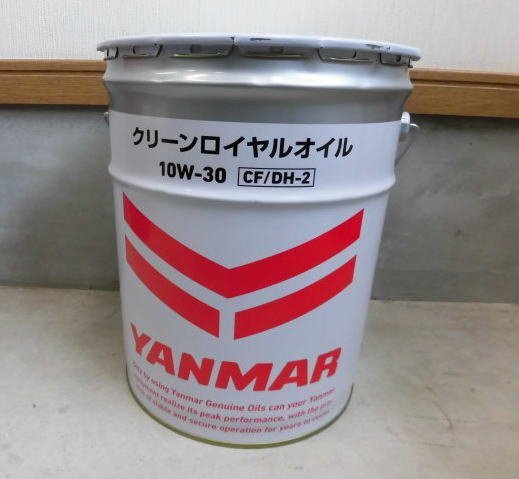 クリーンロイヤルオイル
10W-30 CF/DH-2
YANMAR
Only by using Yanmar Genuine Oils can your Yanmar
equipment realize its peak performance, with the pro-
of stable and secure operation for years to come.